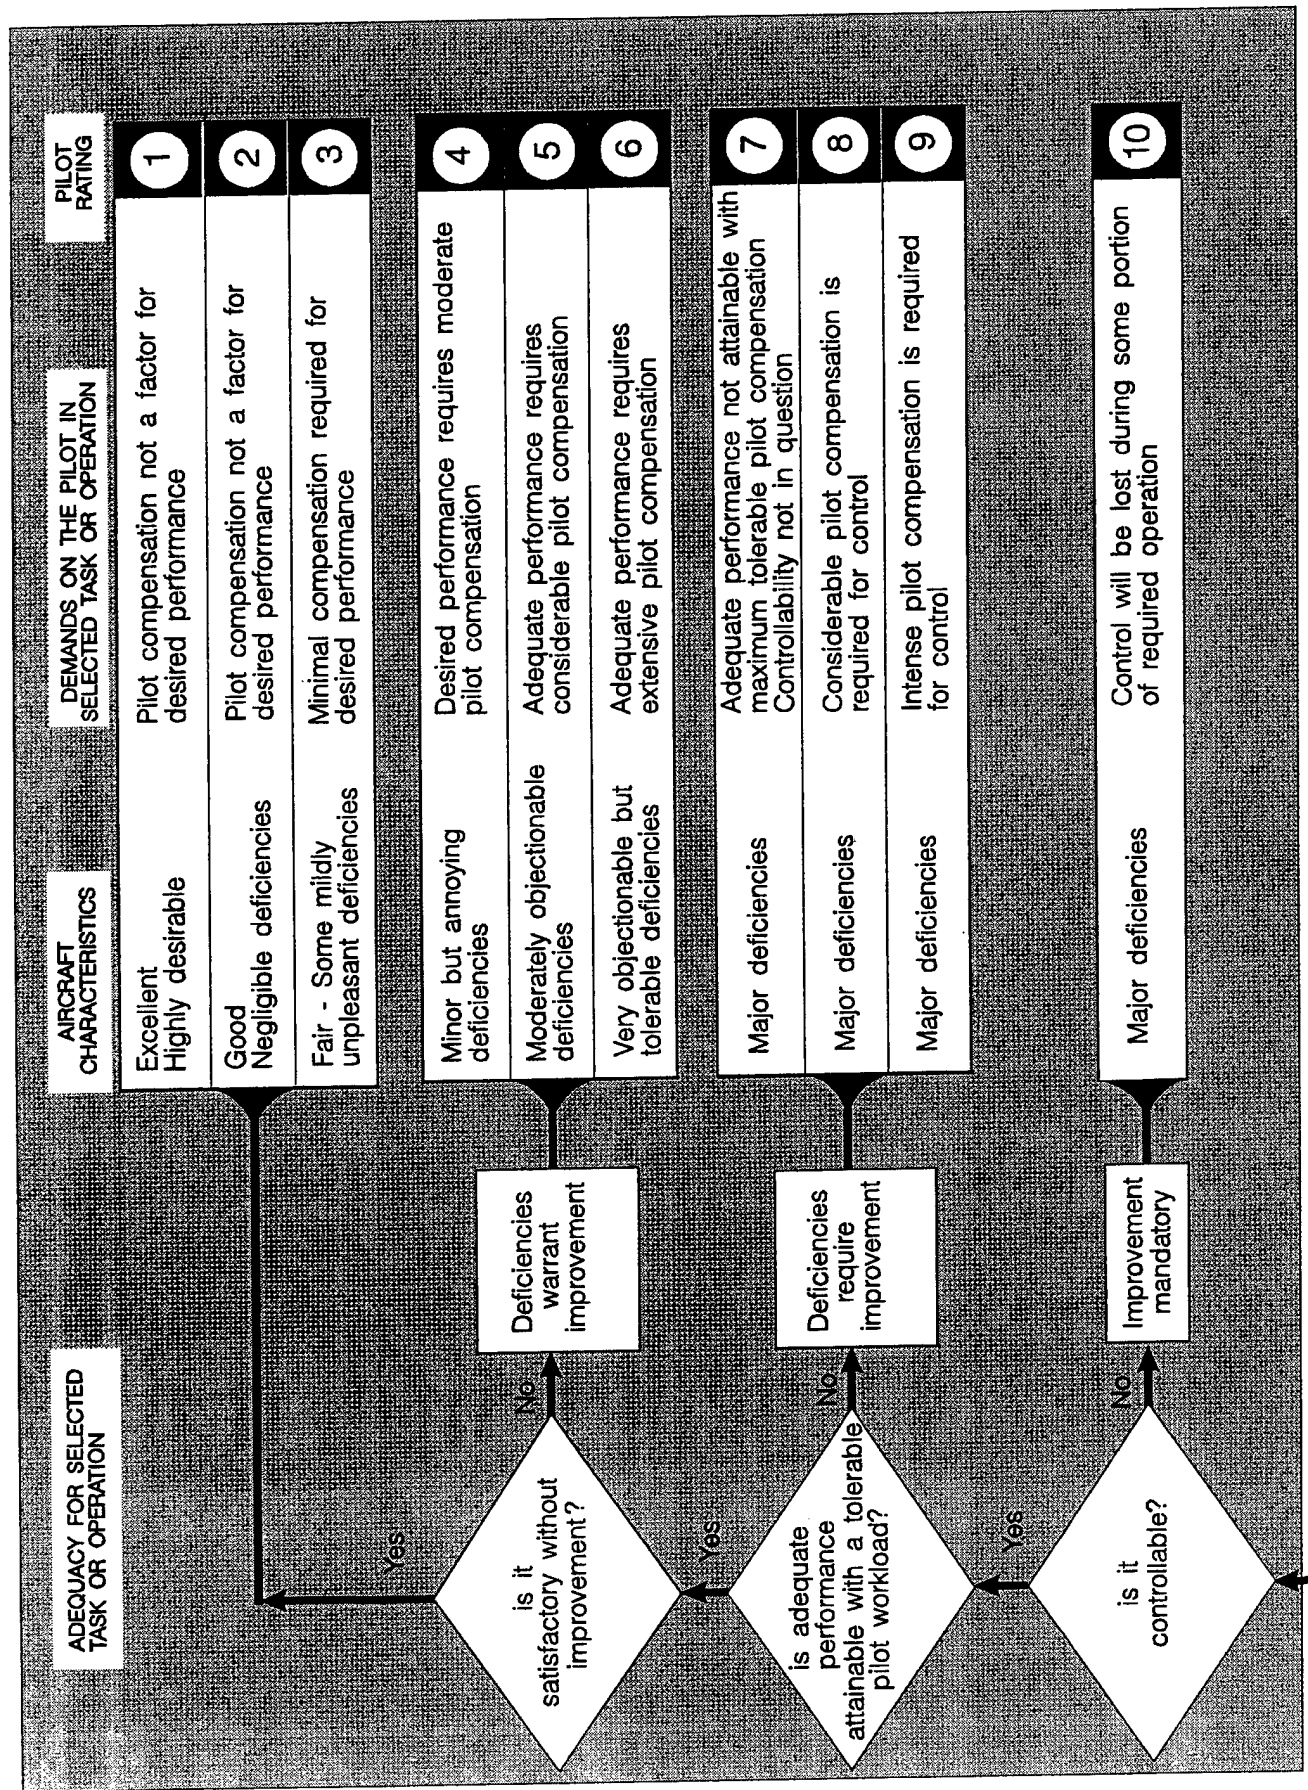 ADEQUACY FOR SELECTED
TASK OR OPERATION
AIRCRAFT
CHARACTERISTICS
DEMANDS ON THE PILOT IN
SELECTED TASK OR OPERATION
PILOT
RATING
Excellent
Highly desirable
Pilot compensation not a factor for
desired performance
1
Good
Negligible deficiencies
Pilot compensation not a factor for
desired performance
2
Fair - Some mildly
unpleasant deficiencies
Minimal compensation required for
desired performance
3
Yes
is it
satisfactory without
improvement?
No
Deficiencies
warrant
improvement
Minor but annoying
deficiencies
Desired performance requires moderate
pilot compensation
4
Moderately objectionable
deficiencies
Adequate performance requires
considerable pilot compensation
5
Very objectionable but
tolerable deficiencies
Adequate performance requires
extensive pilot compensation
6
Yes
is adequate
performance
attainable with a tolerable
pilot workload?
No
Deficiencies
require
improvement
Major deficiencies
Adequate performance not attainable with
maximum tolerable pilot compensation
Controllability not in question
7
Major deficiencies
Considerable pilot compensation is
required for control
8
Major deficiencies
Intense pilot compensation is required
for control
9
Yes
is it
controllable?
No
Improvement
mandatory
Major deficiencies
Control will be lost during some portion
of required operation
10